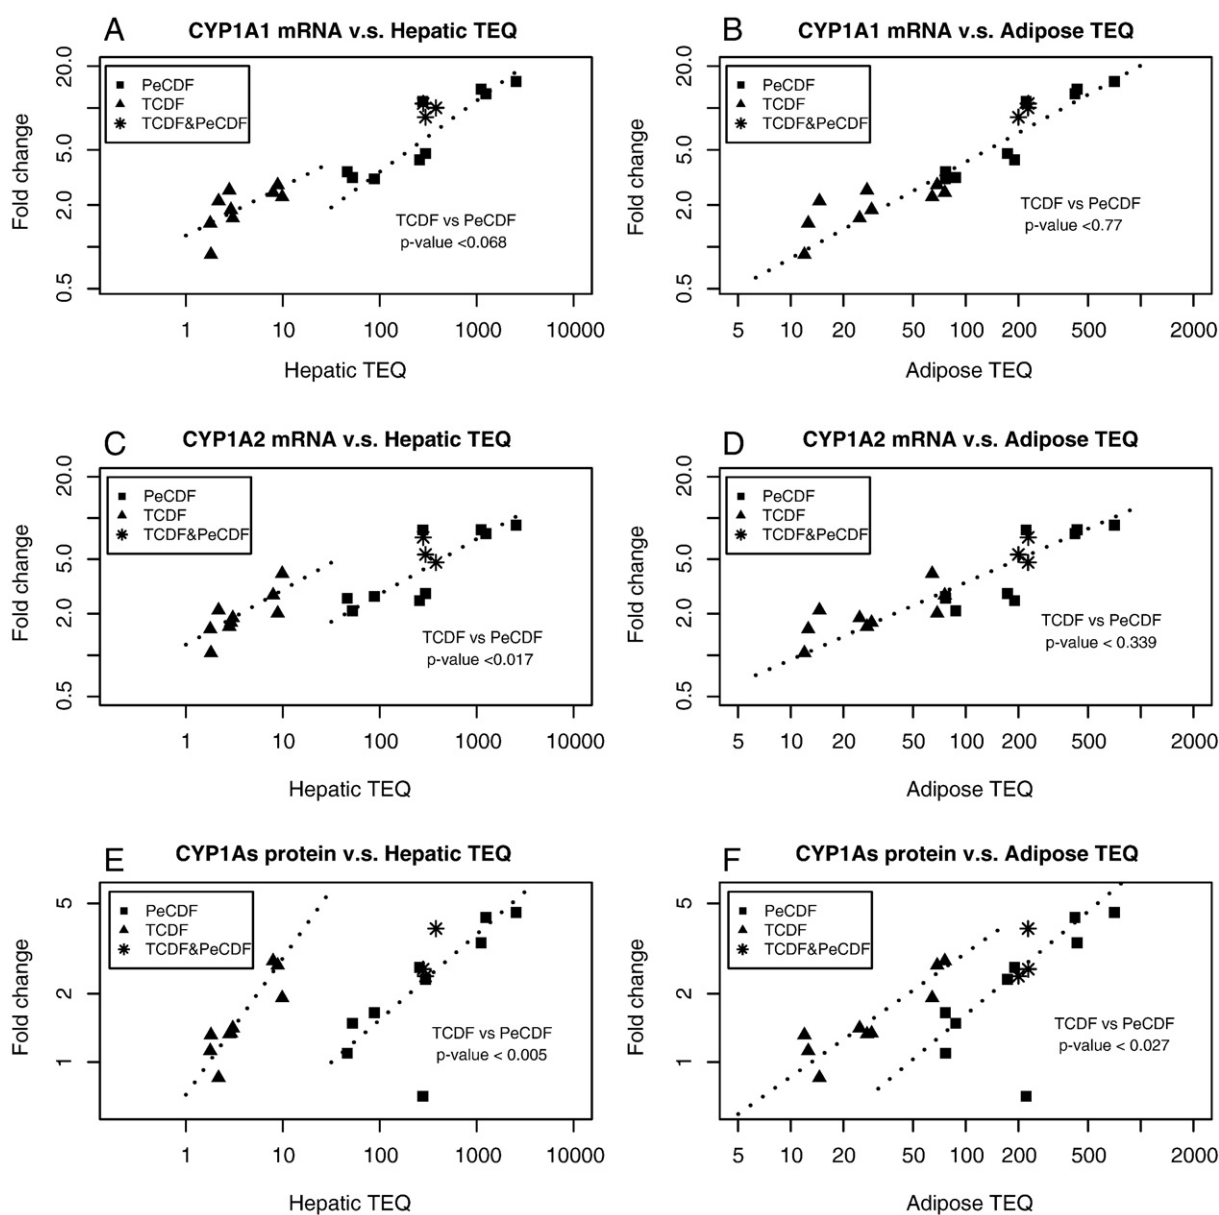 A
CYP1A1 mRNA v.s. Hepatic TEQ
Fold change
20.0
5.0
2.0
0.5
PeCDF
TCDF
TCDF&PeCDF
TCDF vs PeCDF
p-value <0.068
1 10 100 1000 10000
Hepatic TEQ
B
CYP1A1 mRNA v.s. Adipose TEQ
Fold change
20.0
5.0
2.0
0.5
PeCDF
TCDF
TCDF&PeCDF
TCDF vs PeCDF
p-value <0.77
5 10 20 50 100 200 500 2000
Adipose TEQ
C
CYP1A2 mRNA v.s. Hepatic TEQ
Fold change
20.0
5.0
2.0
0.5
PeCDF
TCDF
TCDF&PeCDF
TCDF vs PeCDF
p-value <0.017
1 10 100 1000 10000
Hepatic TEQ
D
CYP1A2 mRNA v.s. Adipose TEQ
Fold change
20.0
5.0
2.0
0.5
PeCDF
TCDF
TCDF&PeCDF
TCDF vs PeCDF
p-value < 0.339
5 10 20 50 100 200 500 2000
Adipose TEQ
E
CYP1As protein v.s. Hepatic TEQ
Fold change
5
2
1
PeCDF
TCDF
TCDF&PeCDF
TCDF vs PeCDF
p-value < 0.005
1 10 100 1000 10000
Hepatic TEQ
F
CYP1As protein v.s. Adipose TEQ
Fold change
5
2
1
PeCDF
TCDF
TCDF&PeCDF
TCDF vs PeCDF
p-value < 0.027
5 10 20 50 100 200 500 2000
Adipose TEQ